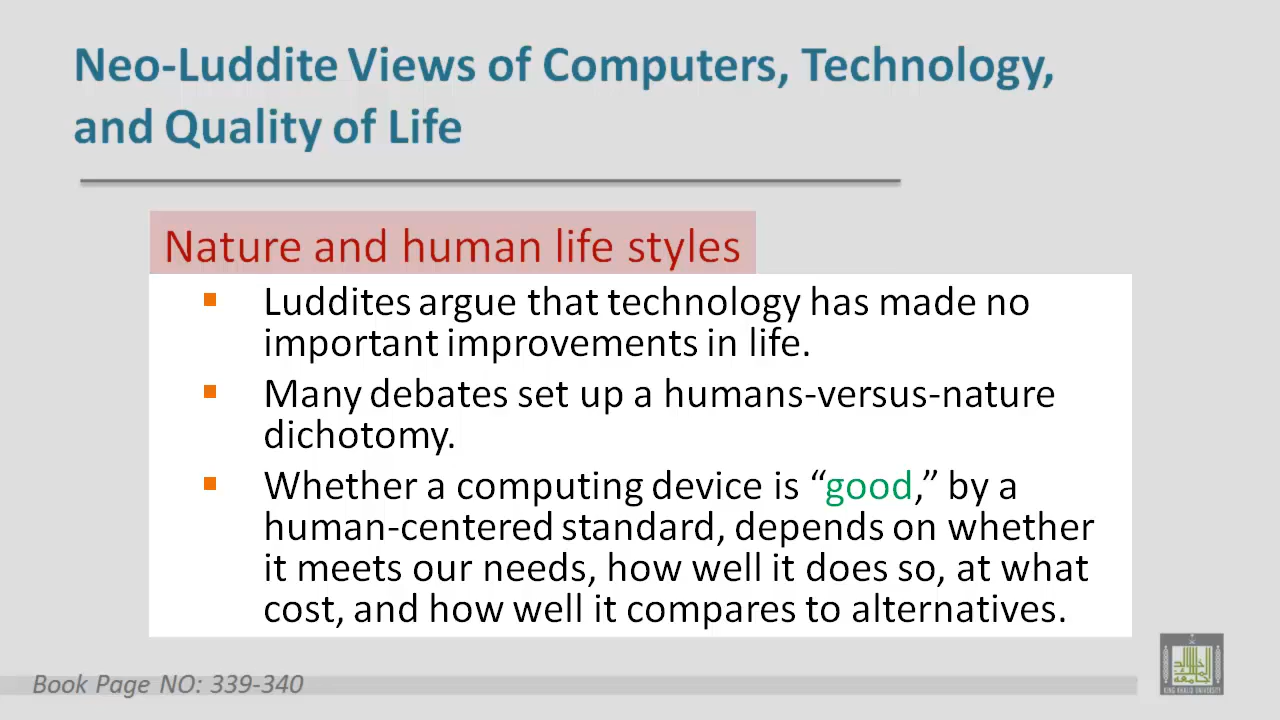 Neo-Luddite Views of Computers, Technology,
and Quality of Life
Nature and human life styles
Luddites argue that technology has made no
important improvements in life.
Many debates set up a humans-versus-nature
dichotomy.
Whether a computing device is “good,” by a
human-centered standard, depends on whether
it meets our needs, how well it does so, at what
cost, and how well it compares to alternatives.
Book Page NO: 339-340
KING KHALID UNIVERSITY